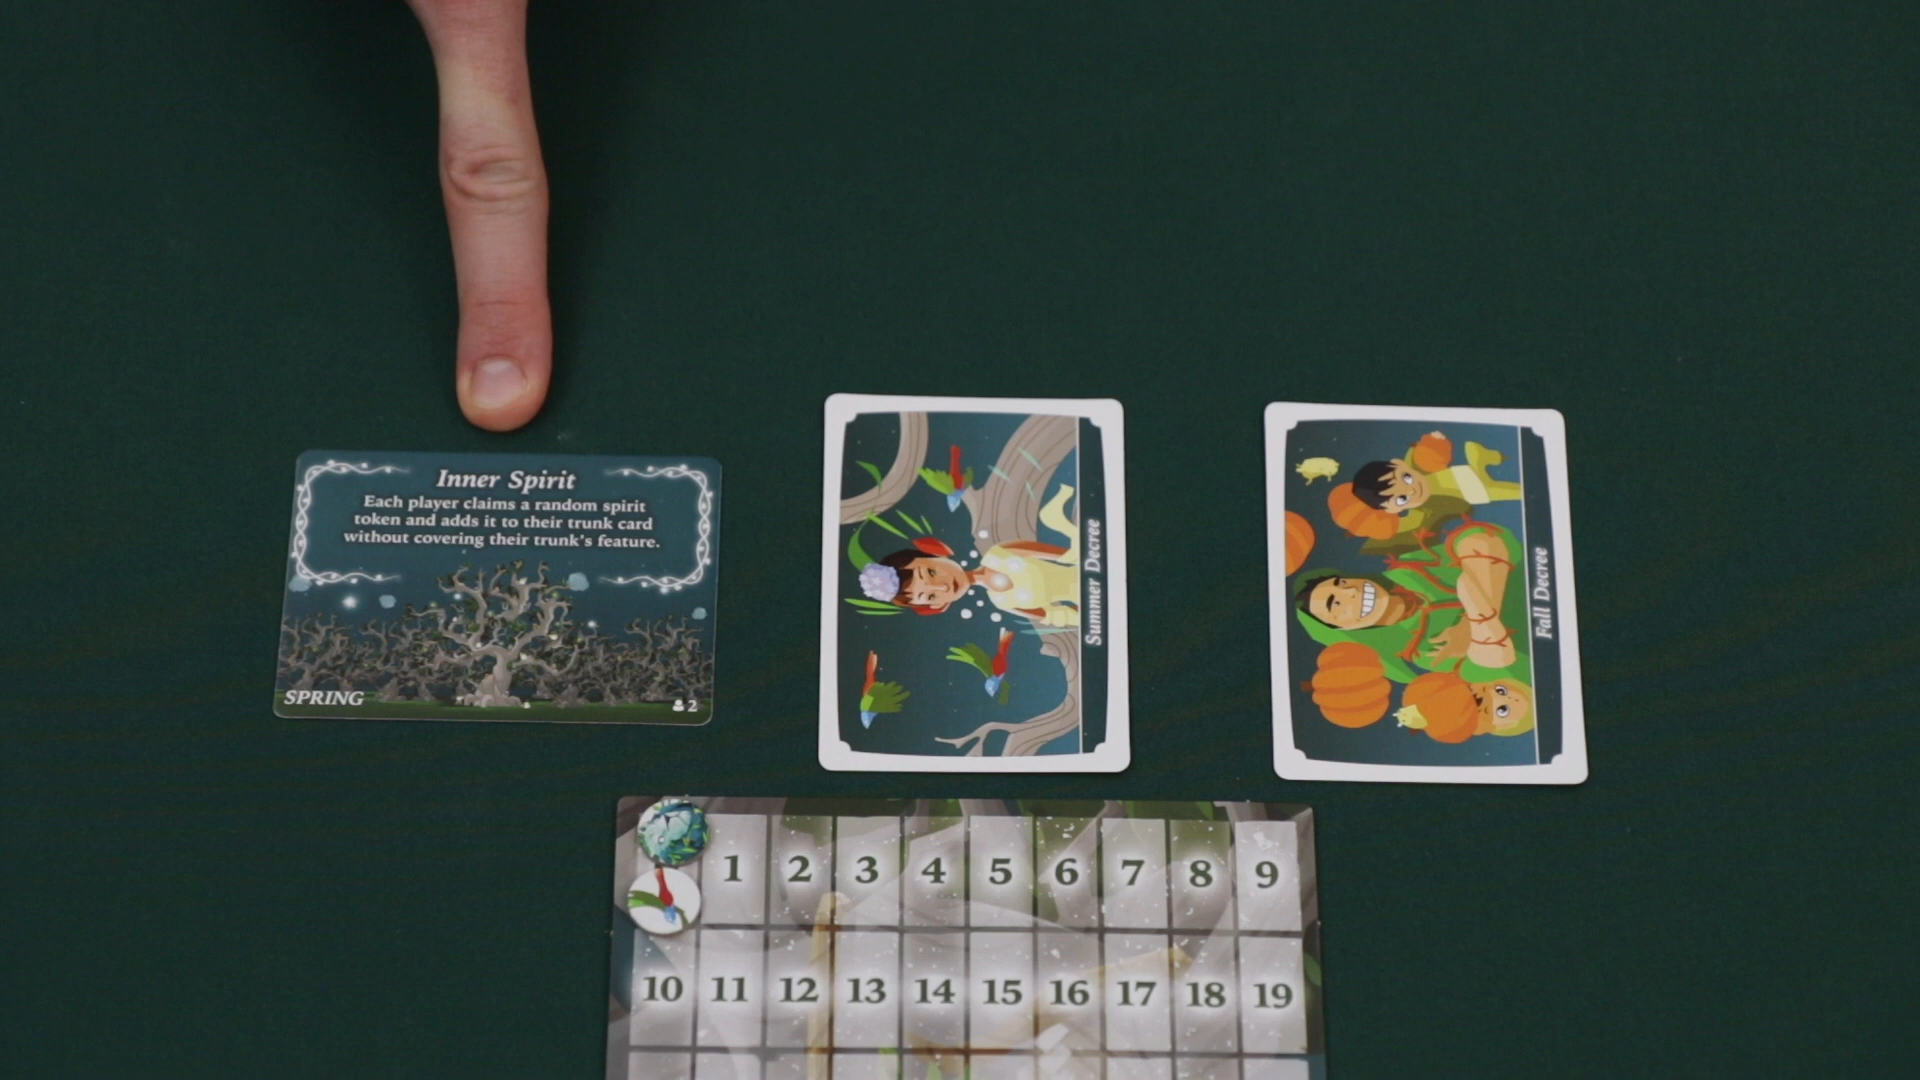 Inner Spirit
Each player claims a random spirit
token and adds it to their trunk card
without covering their trunk's feature.
SPRING
2
Summer Decree
Fall Decree
1 2 3 4 5 6 7 8 9
10 11 12 13 14 15 16 17 18 19